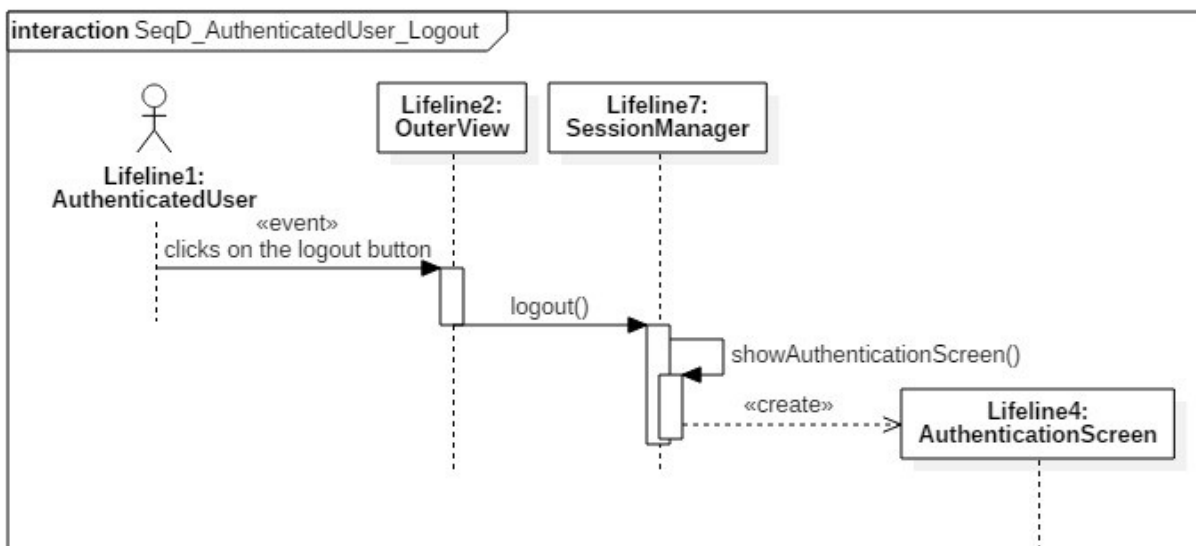 interaction SeqD_AuthenticatedUser_Logout
Lifeline1:
AuthenticatedUser
Lifeline2:
OuterView
Lifeline7:
SessionManager
«event»
clicks on the logout button
logout()
showAuthenticationScreen()
«create»
Lifeline4:
AuthenticationScreen